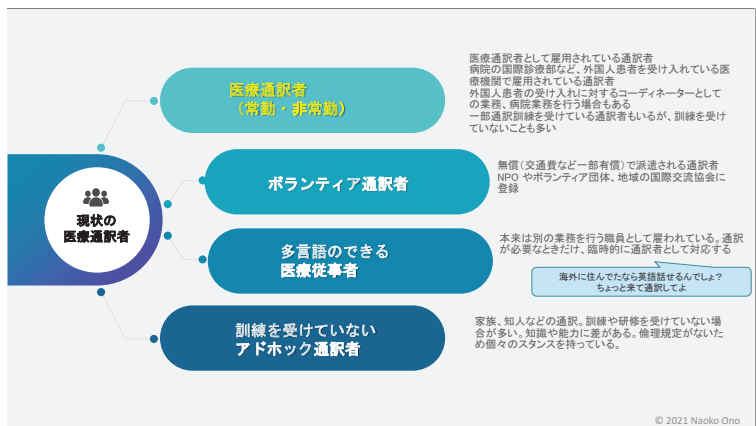 現状の
医療通訳者
医療通訳者
（常勤・非常勤）
医療通訳者として雇用されている通訳者
病院の国際診療部など、外国人患者を受け入れている医
療機関で雇用されている通訳者
外国人患者の受け入れに対するコーディネーターとして
の業務、病院業務を行う場合もある
一部通訳訓練を受けている通訳者もいるが、訓練を受け
ていないことも多い
ボランティア通訳者
無償（交通費など一部有償）で派遣される通訳者
NPO やボランティア団体、地域の国際交流協会に
登録
多言語のできる
医療従事者
本来は別の業務を行う職員として雇われている。通訳
が必要なときだけ、臨時的に通訳者として対応する
海外に住んでたなら英語話せるんでしょ？
ちょっと来て通訳してよ
訓練を受けていない
アドホック通訳者
家族、知人などの通訳。訓練や研修を受けていない場
合が多い。知識や能力に差がある。倫理規定がないた
め個々のスタンスを持っている。
© 2021 Naoko Ono